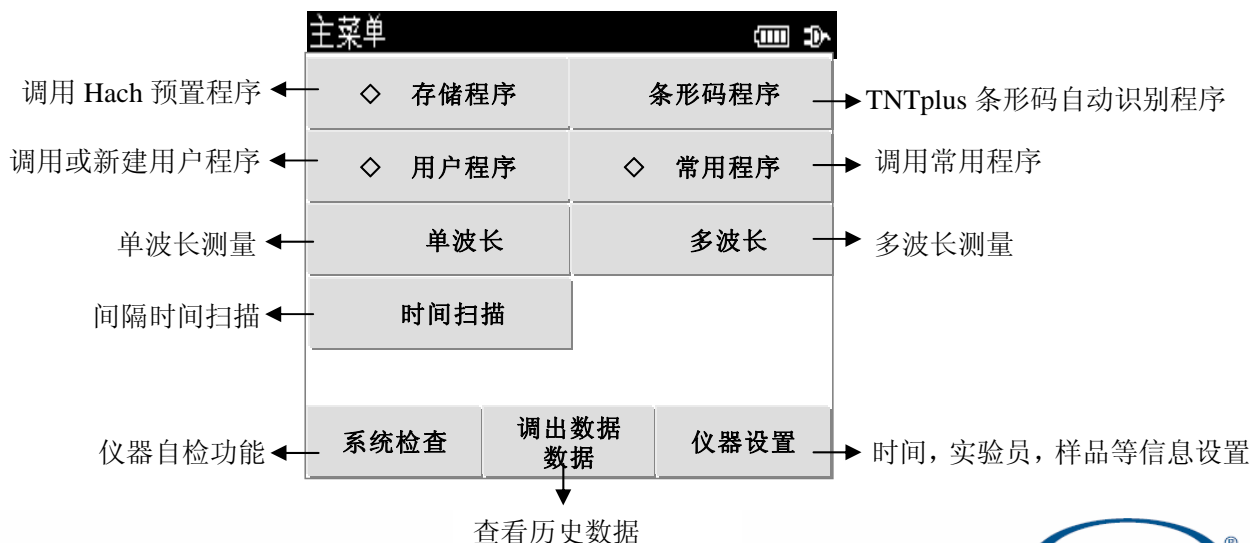 主菜单
调用 Hach 预置程序
◇ 存储程序
条形码程序
TNTplus 条形码自动识别程序
调用或新建用户程序
◇ 用户程序
◇ 常用程序
调用常用程序
单波长测量
单波长
多波长
多波长测量
间隔时间扫描
时间扫描
仪器自检功能
系统检查
调出数据
数据
仪器设置
时间，实验员，样品等信息设置
查看历史数据
®